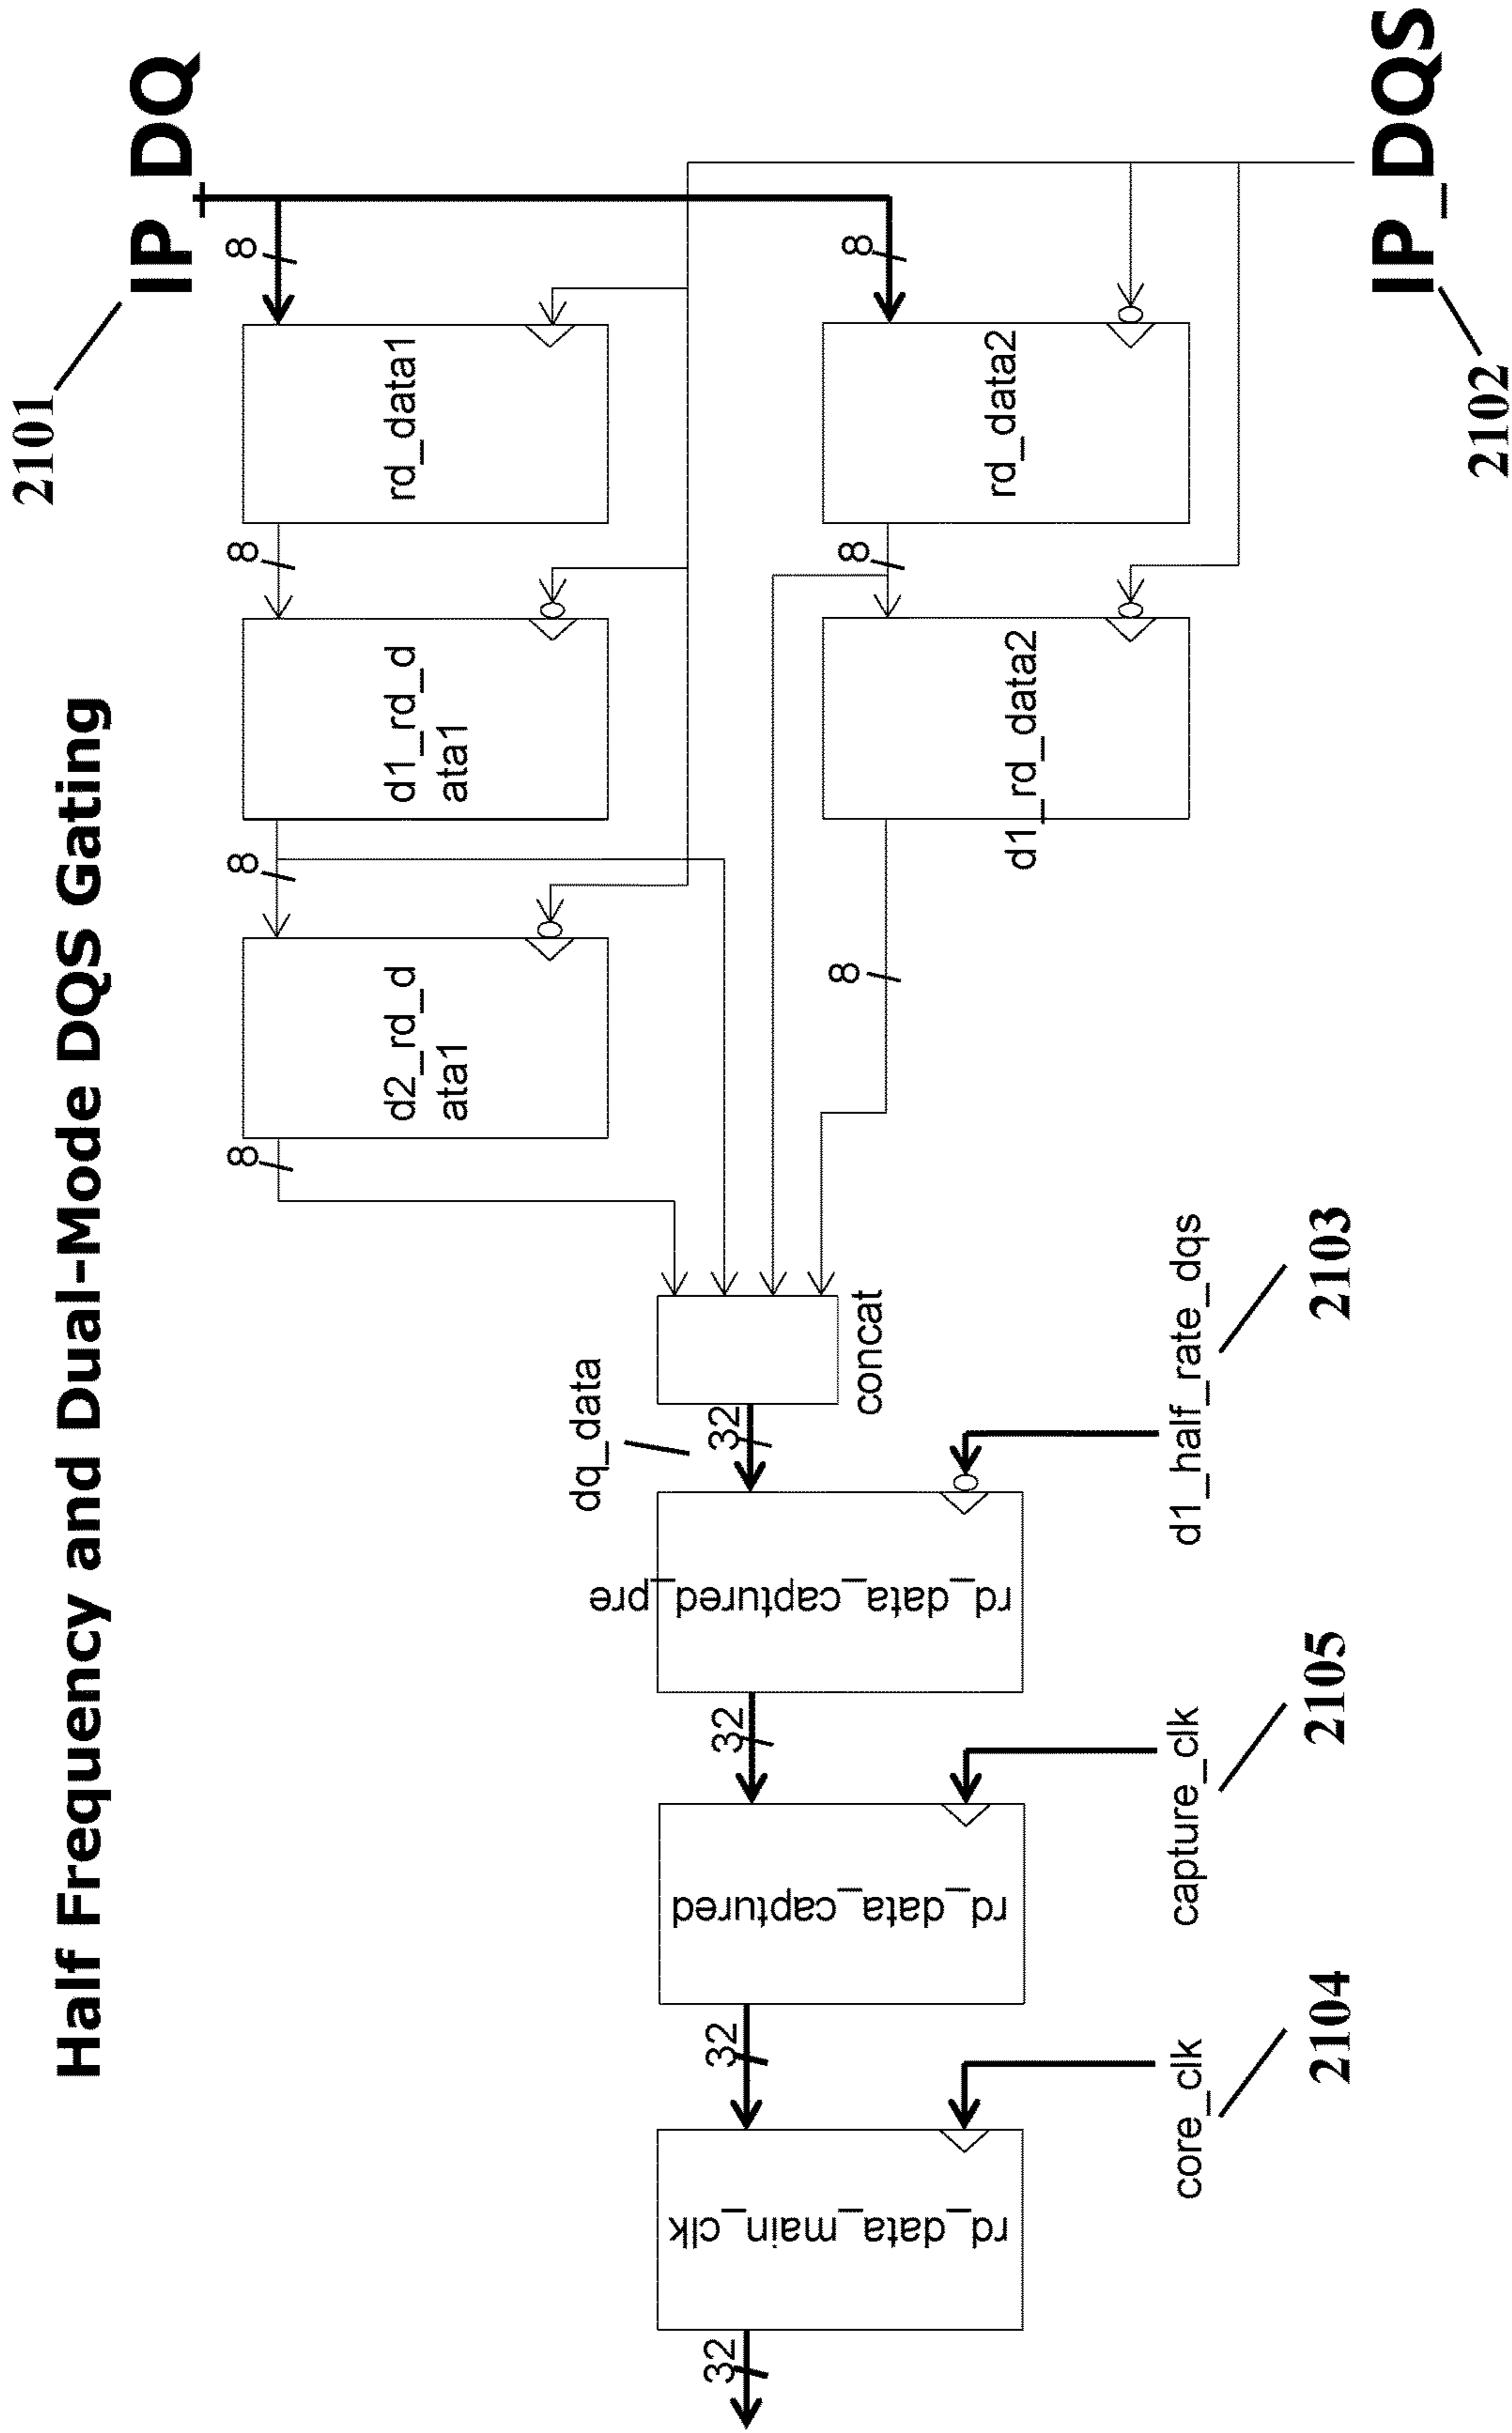 Half Frequency and Dual-Mode DQS Gating
2101
IP_DQ
8
8
rd_data1
rd_data2
8
8
d1_rd_d
ata1
d1_rd_data2
8
8
d2_rd_d
ata1
8
concat
dq_data
32
rd_data_captured_pre
d1_half_rate_dqs
2103
32
rd_data_captured
capture_clk
2105
32
rd_data_main_clk
core_clk
2104
32
IP_DQS
2102